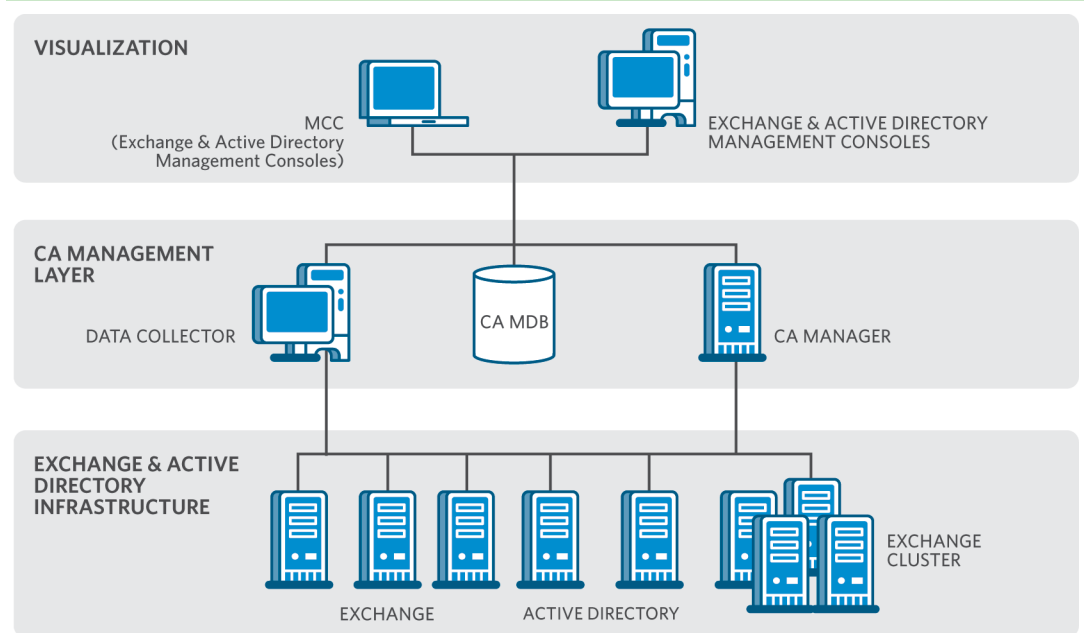 VISUALIZATION
MCC
(Exchange & Active Directory
Management Consoles)
EXCHANGE & ACTIVE DIRECTORY
MANAGEMENT CONSOLES
CA MANAGEMENT
LAYER
DATA COLLECTOR
CA MDB
CA MANAGER
EXCHANGE & ACTIVE
DIRECTORY
INFRASTRUCTURE
EXCHANGE
ACTIVE DIRECTORY
EXCHANGE
CLUSTER